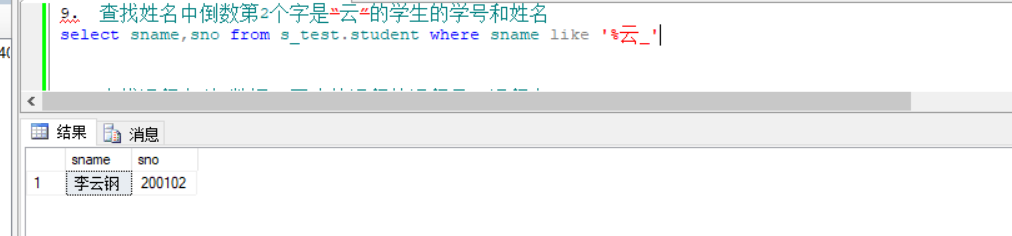 9. 查找姓名中倒数第2个字是“云”的学生的学号和姓名
select sname,sno from s_test.student where sname like '%云_'
结果 消息
sname sno
1 李云钢 200102